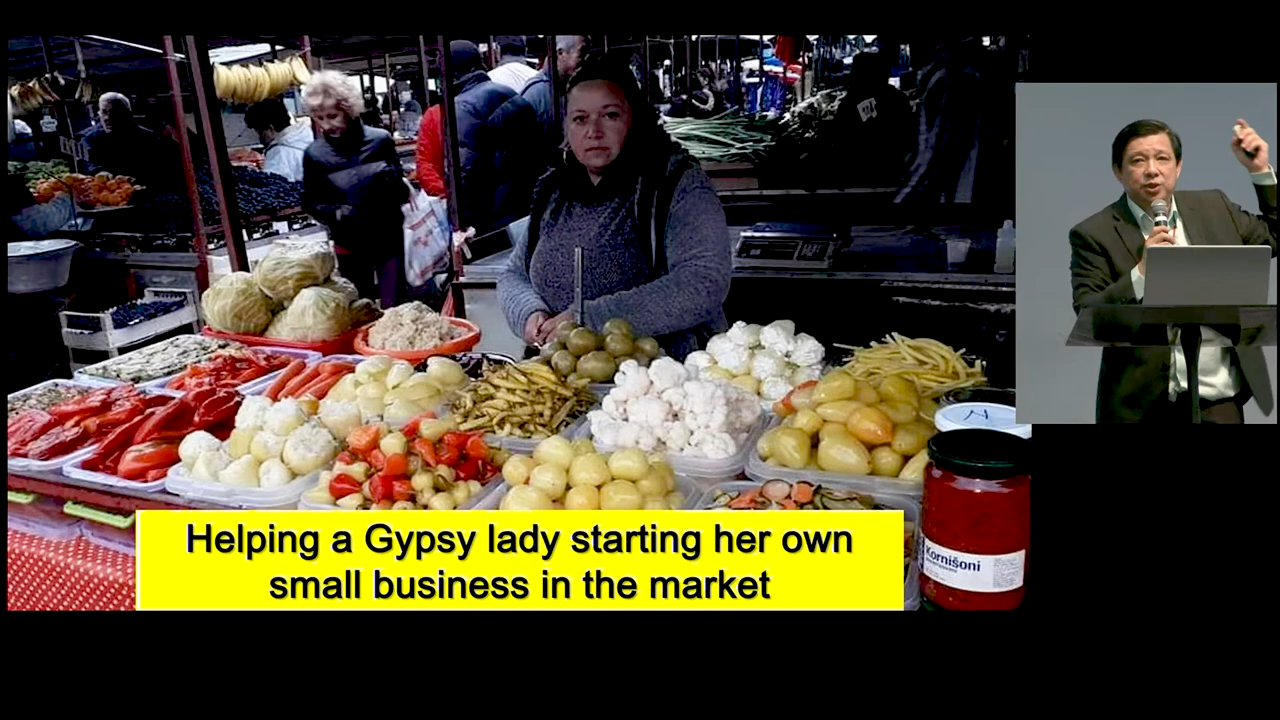 Helping a Gypsy lady starting her own
small business in the market
Kornišoni